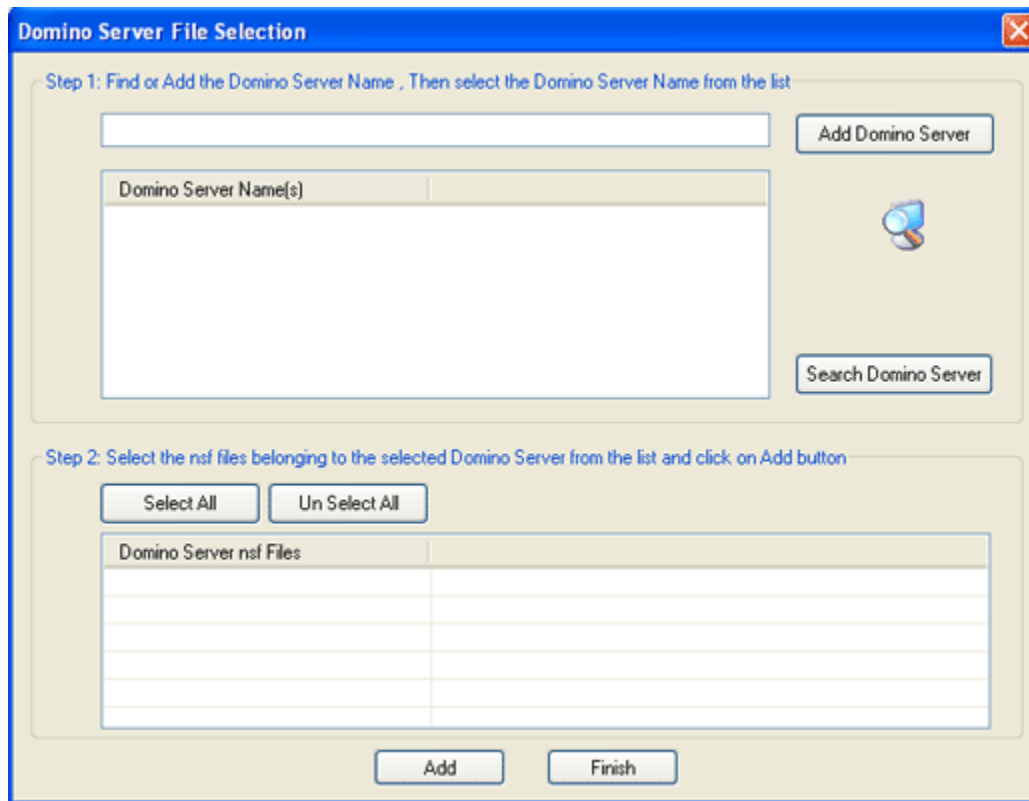 Domino Server File Selection
Step 1: Find or Add the Domino Server Name , Then select the Domino Server Name from the list
Add Domino Server
Domino Server Name(s)
Search Domino Server
Step 2: Select the nsf files belonging to the selected Domino Server from the list and click on Add button
Select All Un Select All
Domino Server nsf Files
Add Finish